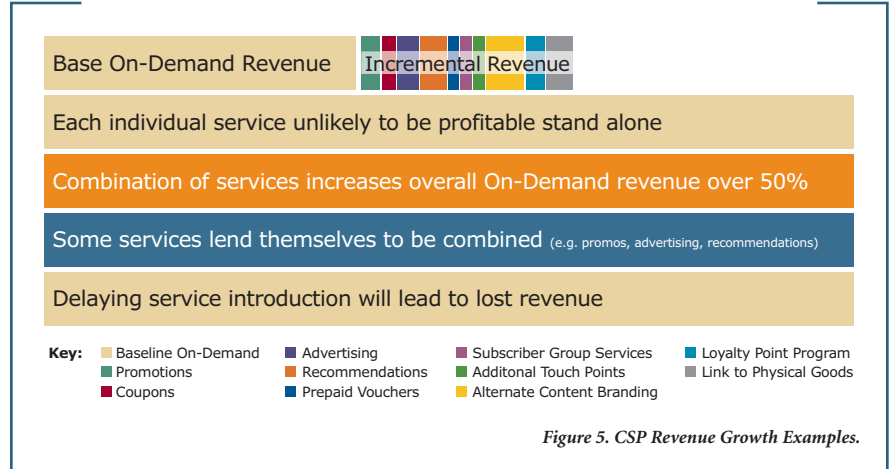 Base On-Demand Revenue Incremental Revenue
Each individual service unlikely to be profitable stand alone
Combination of services increases overall On-Demand revenue over 50%
Some services lend themselves to be combined (e.g. promos, advertising, recommendations)
Delaying service introduction will lead to lost revenue
Key: Baseline On-Demand Advertising Subscriber Group Services Loyalty Point Program
Promotions Recommendations Additonal Touch Points Link to Physical Goods
Coupons Prepaid Vouchers Alternate Content Branding
Figure 5. CSP Revenue Growth Examples.